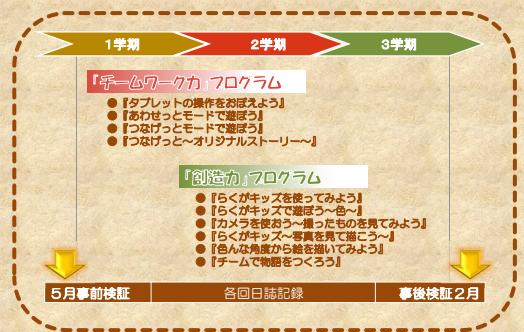 1学期 2学期 3学期
『チームワーク力』プログラム
●『タブレットの操作をおぼえよう』
●『あわせっとモードで遊ぼう』
●『つなげっとモードで遊ぼう』
●『つなげっと～オリジナルストーリー～』
『創造力』プログラム
●『らくがキッズを使ってみよう』
●『らくがキッズで遊ぼう～色～』
●『カメラを使おう～撮ったものを見てみよう』
●『らくがキッズ～写真を見て描こう～』
●『色んな角度から絵を描いてみよう』
●『チームで物語をつくろう』
５月事前検証 各回日誌記録 事後検証２月